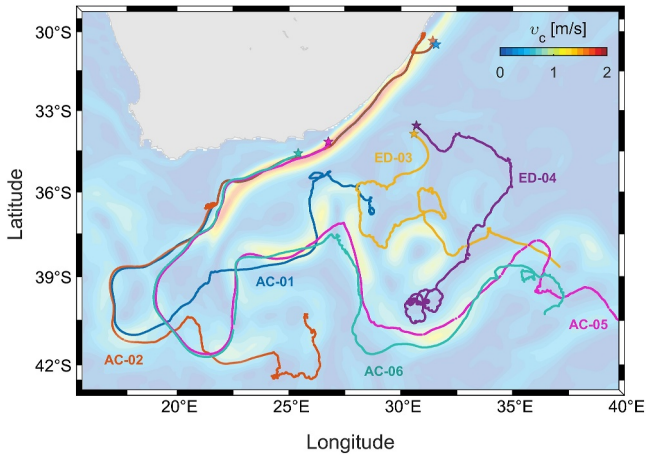 30°S
33°S
36°S
39°S
42°S
Latitude
υc [m/s]
0 1 2
ED-03
ED-04
AC-01
AC-02
AC-05
AC-06
20°E 25°E 30°E 35°E 40°E
Longitude